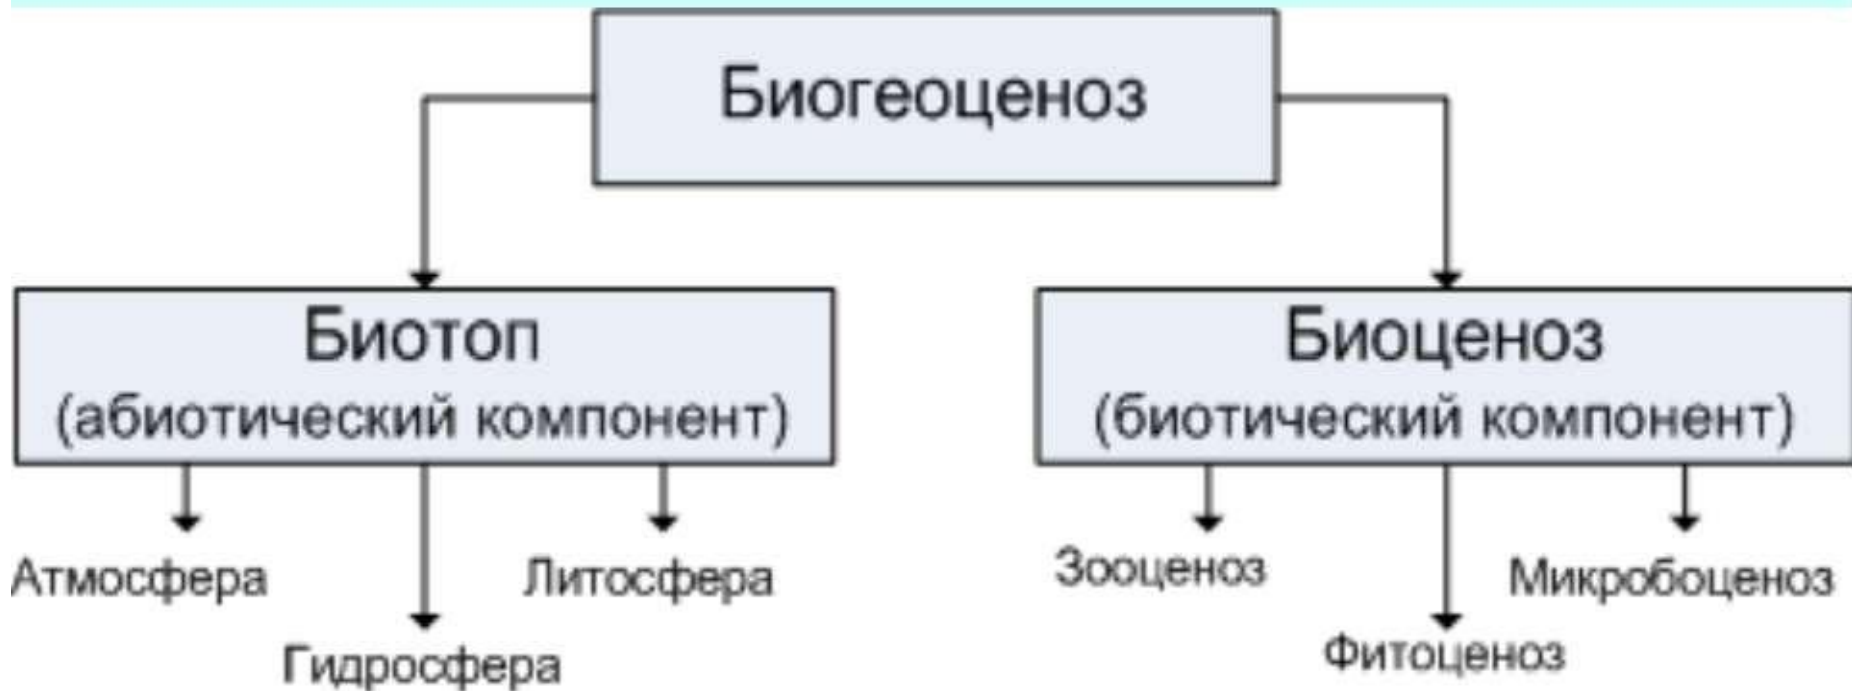 Биогеоценоз
Биотоп
(абиотический компонент)
Атмосфера
Литосфера
Гидросфера
Биоценоз
(биотический компонент)
Зооценоз
Микробоценоз
Фитоценоз